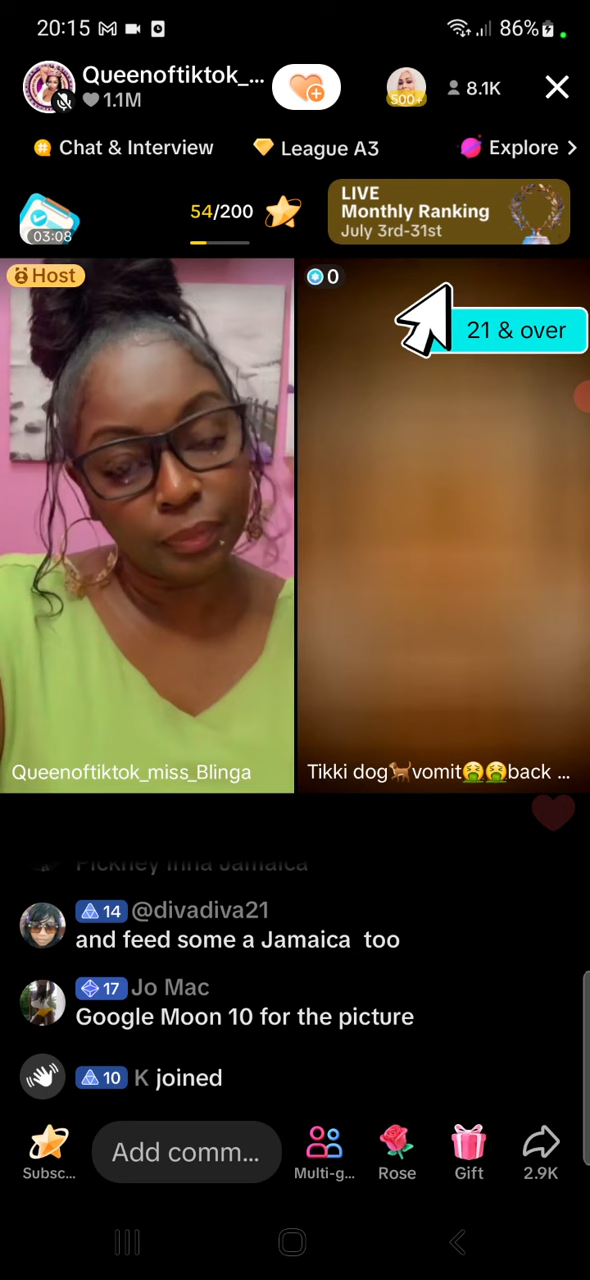 20:15
86%
Queenoftiktok_...
1.1M
500+
8.1K
Chat & Interview
League A3
Explore
03:08
54/200
LIVE
Monthly Ranking
July 3rd-31st
Host
0
21 & over
Queenoftiktok_miss_Blinga
Tikki dog🐕vomit🤮🤮back ...
Pickney inna Jamaica
14 @divadiva21
and feed some a Jamaica too
17 Jo Mac
Google Moon 10 for the picture
10 K joined
Subsc...
Add comm...
Multi-g...
Rose
Gift
2.9K